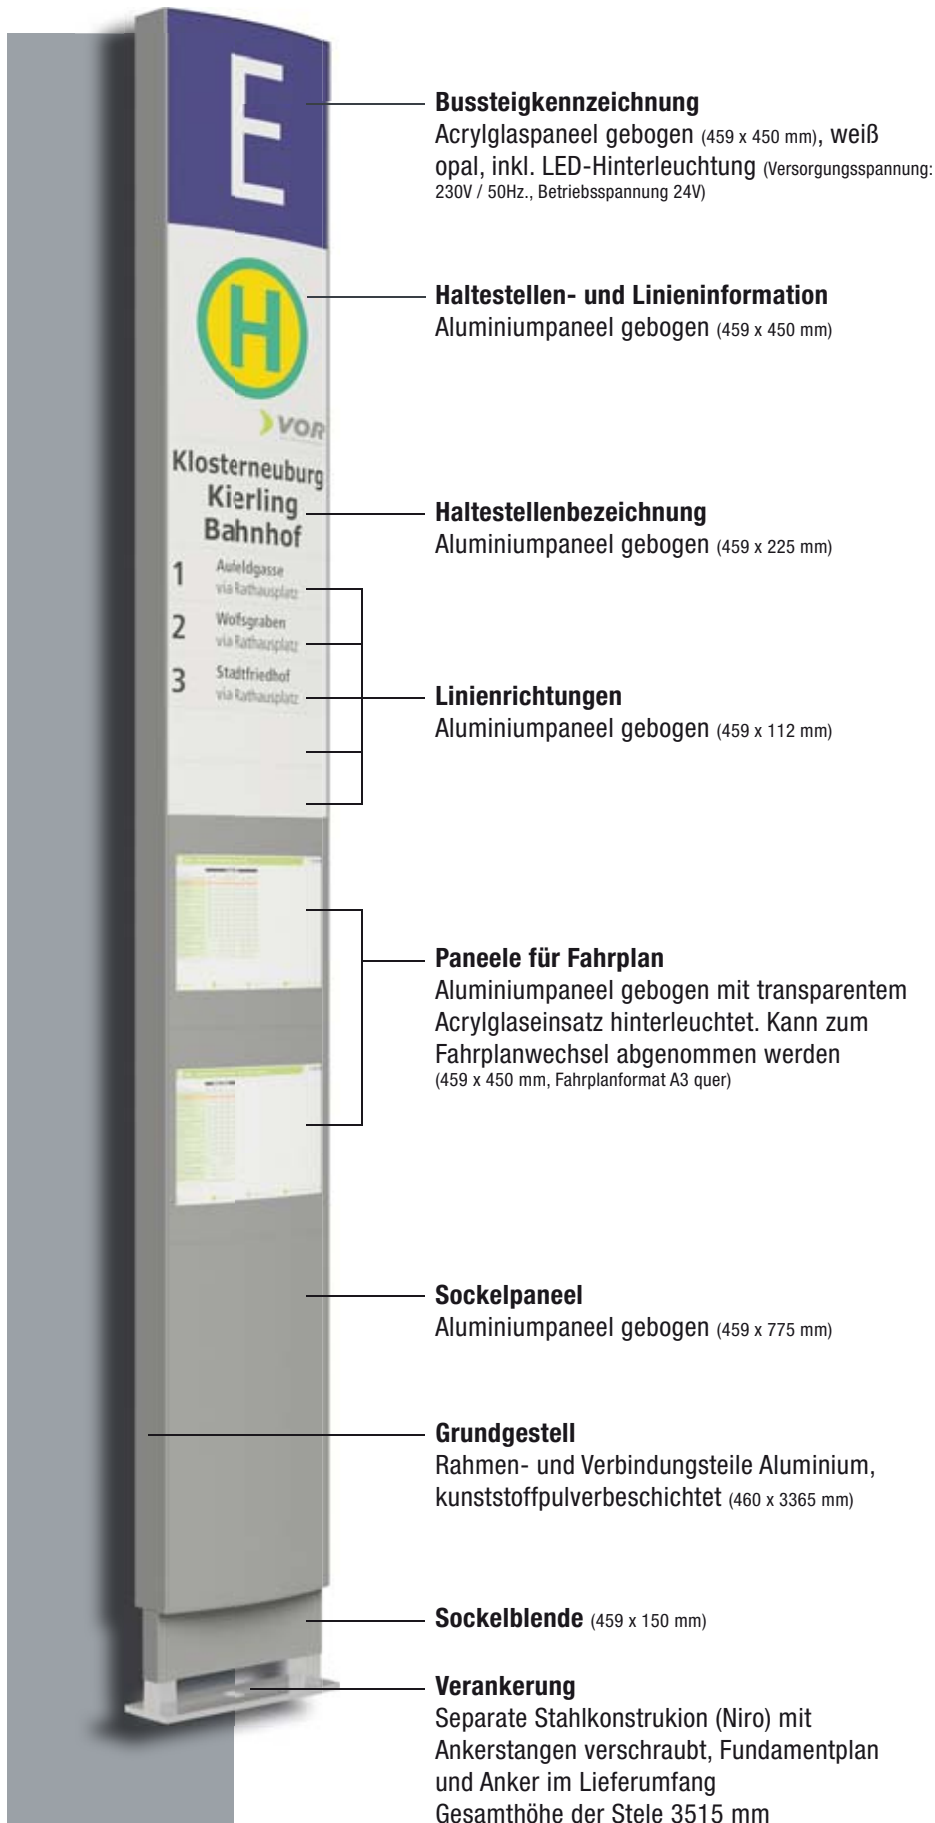 E
H
VOR
Klosterneuburg
Kierling
Bahnhof
1 Aufeldgasse
via Rathausplatz
2 Wolfsgraben
via Rathausplatz
3 Stadtfriedhof
via Rathausplatz
Bussteigkennzeichnung
Acrylglaspaneel gebogen (459 x 450 mm), weiß
opal, inkl. LED-Hinterleuchtung (Versorgungsspannung:
230V / 50Hz., Betriebsspannung 24V)
Haltestellen- und Linieninformation
Aluminiumpaneel gebogen (459 x 450 mm)
Haltestellenbezeichnung
Aluminiumpaneel gebogen (459 x 225 mm)
Linienrichtungen
Aluminiumpaneel gebogen (459 x 112 mm)
Paneele für Fahrplan
Aluminiumpaneel gebogen mit transparentem
Acrylglaseinsatz hinterleuchtet. Kann zum
Fahrplanwechsel abgenommen werden
(459 x 450 mm, Fahrplanformat A3 quer)
Sockelpaneel
Aluminiumpaneel gebogen (459 x 775 mm)
Grundgestell
Rahmen- und Verbindungsteile Aluminium,
kunststoffpulverbeschichtet (460 x 3365 mm)
Sockelblende (459 x 150 mm)
Verankerung
Separate Stahlkonstrukion (Niro) mit
Ankerstangen verschraubt, Fundamentplan
und Anker im Lieferumfang
Gesamthöhe der Stele 3515 mm